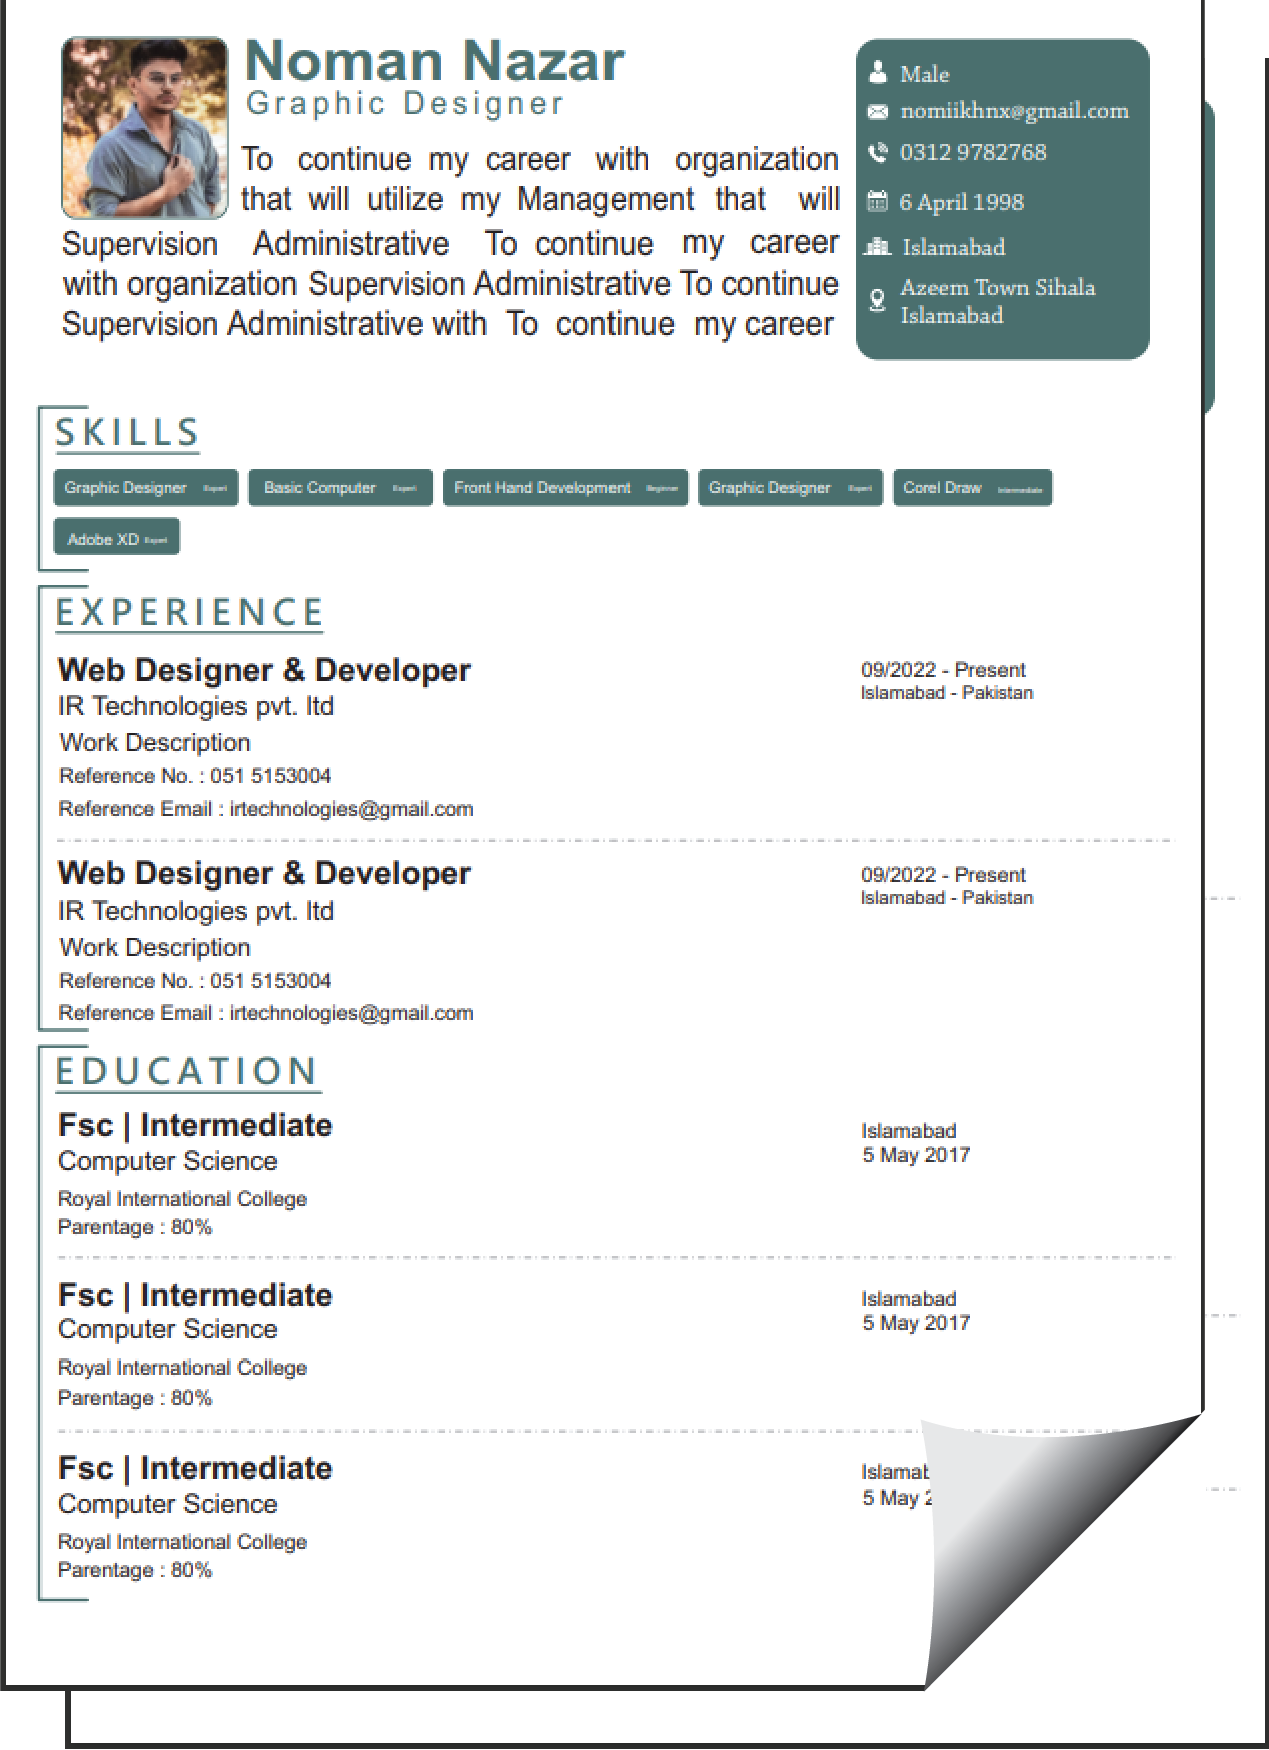 Noman Nazar
Graphic Designer
To continue my career with organization
that will utilize my Management that will
Supervision Administrative To continue my career
with organization Supervision Administrative To continue
Supervision Administrative with To continue my career
Male
nomiikhnx@gmail.com
0312 9782768
6 April 1998
Islamabad
Azeem Town Sihala
Islamabad
SKILLS
Graphic Designer Expert
Basic Computer Expert
Front Hand Development Beginner
Graphic Designer Expert
Corel Draw Intermediate
Adobe XD Expert
EXPERIENCE
Web Designer & Developer
09/2022 - Present
IR Technologies pvt. ltd
Islamabad - Pakistan
Work Description
Reference No. : 051 5153004
Reference Email : irtechnologies@gmail.com
Web Designer & Developer
09/2022 - Present
IR Technologies pvt. ltd
Islamabad - Pakistan
Work Description
Reference No. : 051 5153004
Reference Email : irtechnologies@gmail.com
EDUCATION
Fsc | Intermediate
Islamabad
Computer Science
5 May 2017
Royal International College
Parentage : 80%
Fsc | Intermediate
Islamabad
Computer Science
5 May 2017
Royal International College
Parentage : 80%
Fsc | Intermediate
Islamab
Computer Science
5 May 2
Royal International College
Parentage : 80%